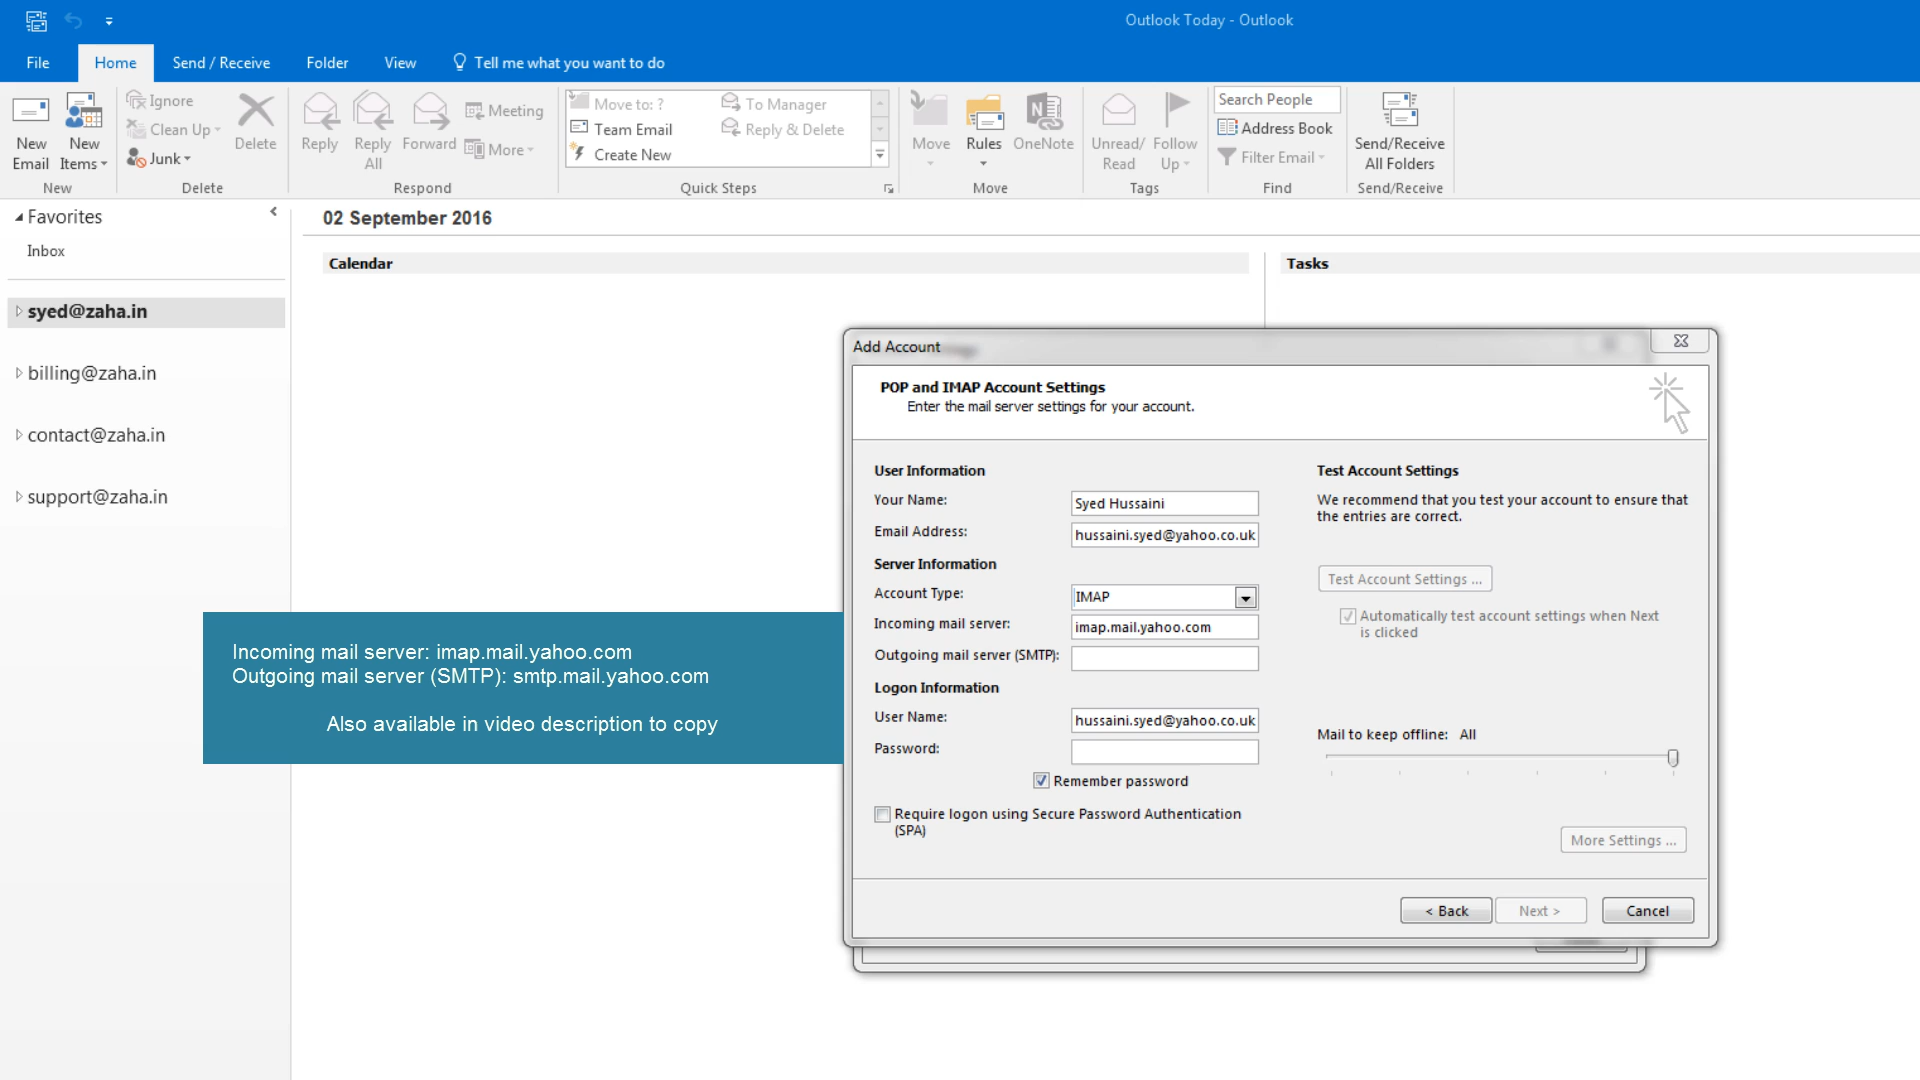 Outlook Today - Outlook
File
Home
Send / Receive
Folder
View
Tell me what you want to do
New Email
New Items
New
Ignore
Clean Up
Junk
Delete
Delete
Reply
Reply All
Forward
Meeting
More
Respond
Move to: ?
Team Email
Create New
To Manager
Reply & Delete
Quick Steps
Move
Rules
OneNote
Move
Unread/ Read
Follow Up
Tags
Search People
Address Book
Filter Email
Find
Send/Receive All Folders
Send/Receive
Favorites
Inbox
syed@zaha.in
billing@zaha.in
contact@zaha.in
support@zaha.in
02 September 2016
Calendar
Tasks
Incoming mail server: imap.mail.yahoo.com
Outgoing mail server (SMTP): smtp.mail.yahoo.com
Also available in video description to copy
Add Account
POP and IMAP Account Settings
Enter the mail server settings for your account.
User Information
Your Name: Syed Hussaini
Email Address: hussaini.syed@yahoo.co.uk
Server Information
Account Type: IMAP
Incoming mail server: imap.mail.yahoo.com
Outgoing mail server (SMTP):
Logon Information
User Name: hussaini.syed@yahoo.co.uk
Password:
Remember password
Require logon using Secure Password Authentication
(SPA)
Test Account Settings
We recommend that you test your account to ensure that
the entries are correct.
Test Account Settings ...
Automatically test account settings when Next
is clicked
Mail to keep offline: All
More Settings ...
< Back
Next >
Cancel